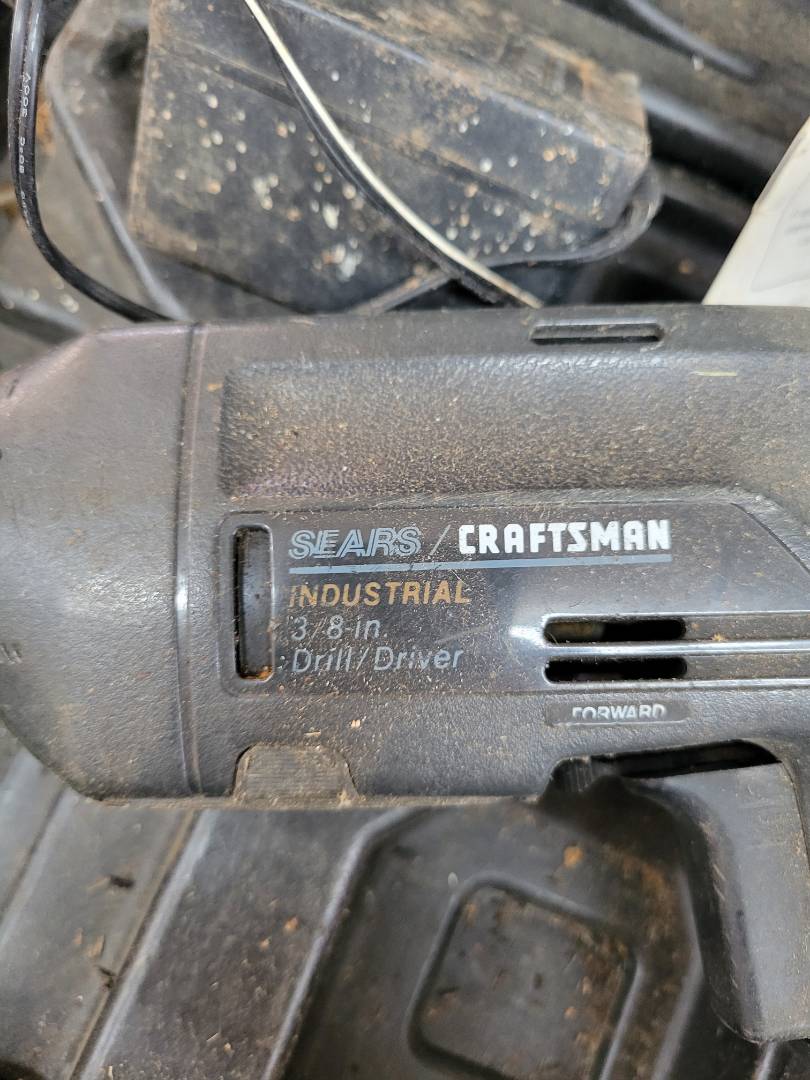 SEARS / CRAFTSMAN
INDUSTRIAL
3/8-in.
Drill/Driver
FORWARD